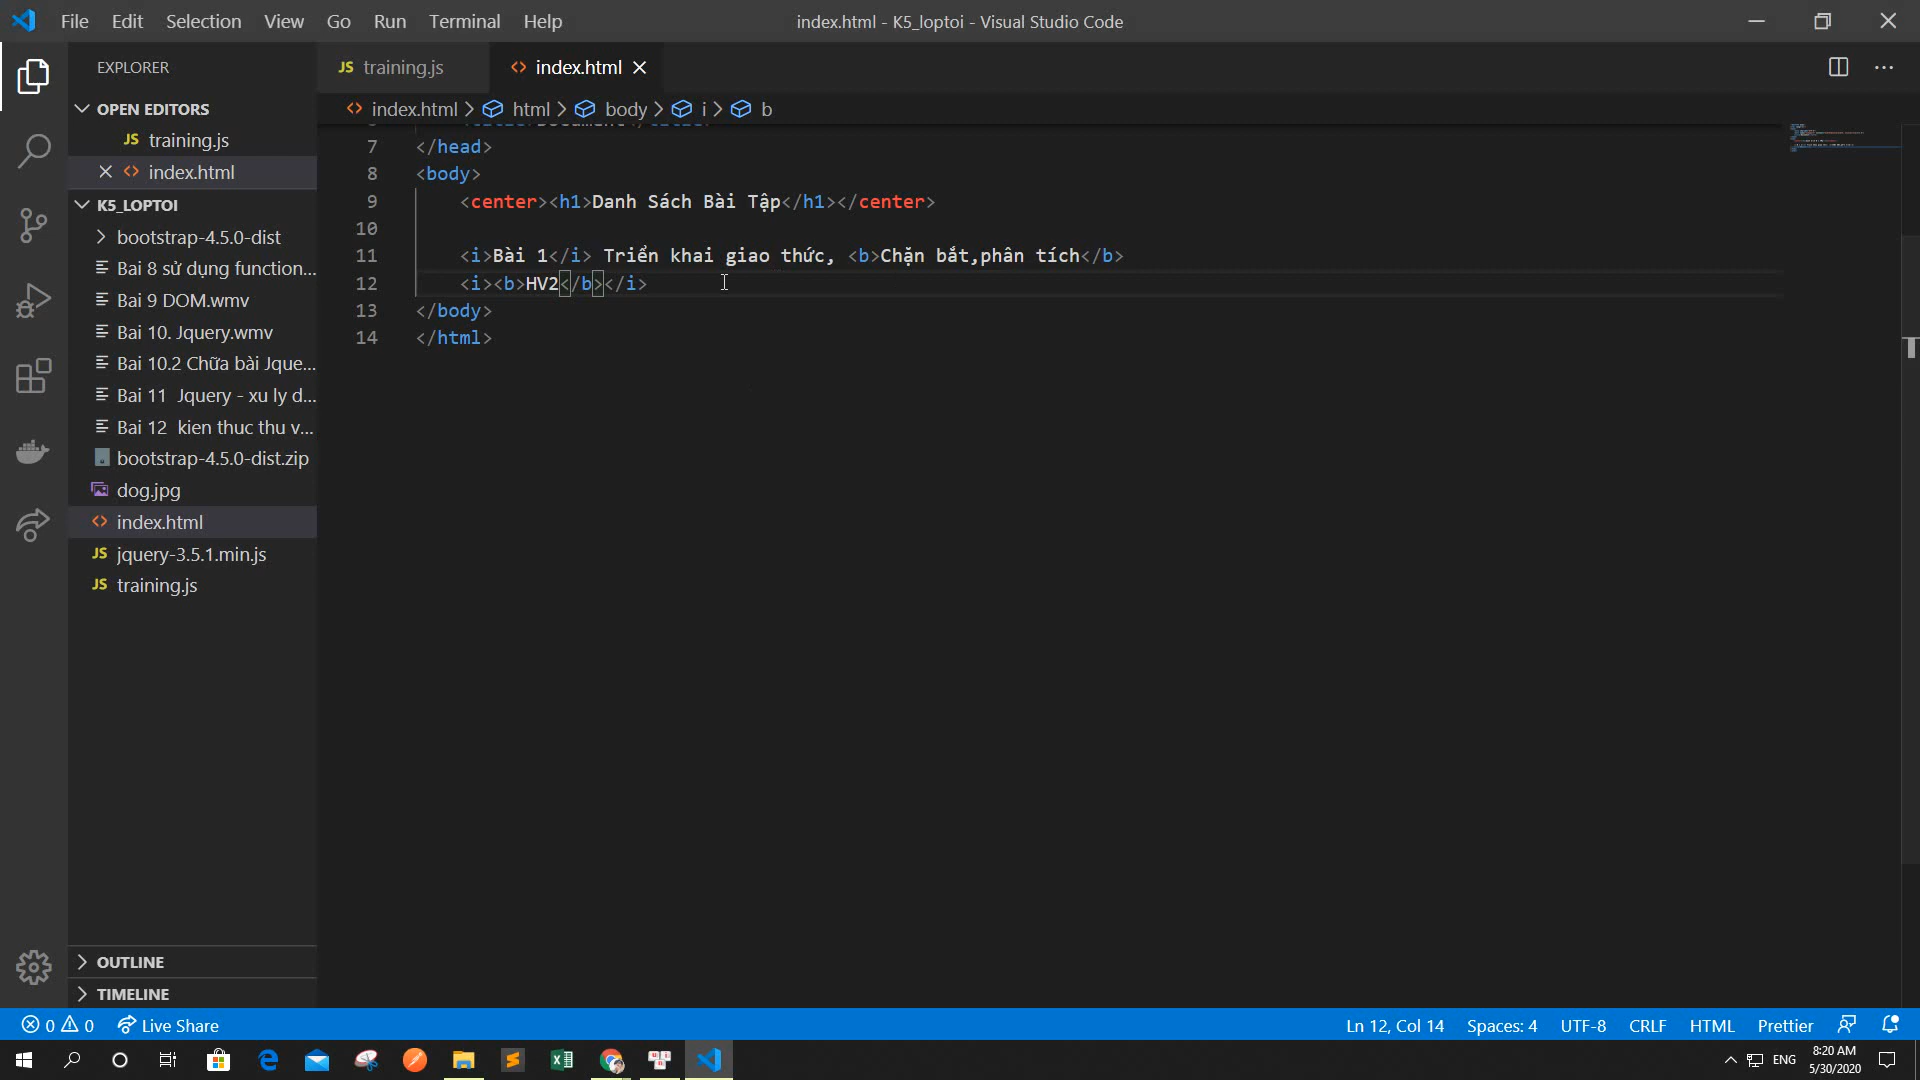 File Edit Selection View Go Run Terminal Help
index.html - K5_loptoi - Visual Studio Code
EXPLORER
OPEN EDITORS
JS training.js
index.html
K5_LOPTOI
bootstrap-4.5.0-dist
Bai 8 sử dụng function...
Bai 9 DOM.wmv
Bai 10. Jquery.wmv
Bai 10.2 Chữa bài Jque...
Bai 11 Jquery - xu ly d...
Bai 12 kien thuc thu v...
bootstrap-4.5.0-dist.zip
dog.jpg
index.html
JS jquery-3.5.1.min.js
JS training.js
OUTLINE
TIMELINE
JS training.js
index.html
index.html > html > body > i > b
7 </head>
8 <body>
9 <center><h1>Danh Sách Bài Tập</h1></center>
10
11 <i>Bài 1</i> Triển khai giao thức, <b>Chặn bắt,phân tích</b>
12 <i><b>HV2</b></i>
13 </body>
14 </html>
0 0 Live Share
Ln 12, Col 14 Spaces: 4 UTF-8 CRLF HTML Prettier
ENG
8:20 AM
5/30/2020